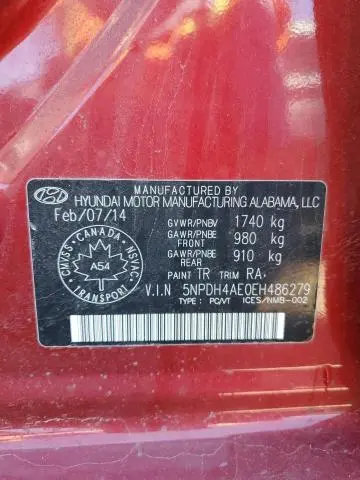 MANUFACTURED BY
HYUNDAI MOTOR MANUFACTURING ALABAMA, LLC
Feb/07/14
GVWR/PNBV 1740 kg
GAWR/PNBE FRONT 980 kg
GAWR/PNBE REAR 910 kg
CANADA
CMVSS NSVAC
A54
TRANSPORT
PAINT TR TRIM RA
V.I.N 5NPDH4AE0EH486279
TYPE: PC/VT ICES/NMB-002